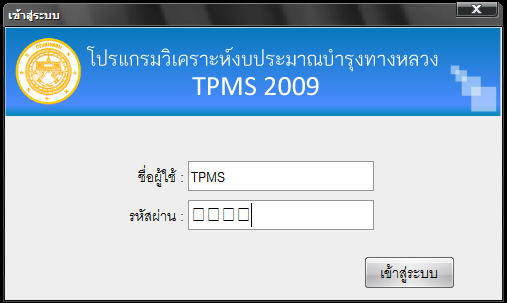 เข้าสู่ระบบ
โปรแกรมวิเคราะห์งบประมาณบำรุงทางหลวง
TPMS 2009
ชื่อผู้ใช้ : TPMS
รหัสผ่าน :
เข้าสู่ระบบ